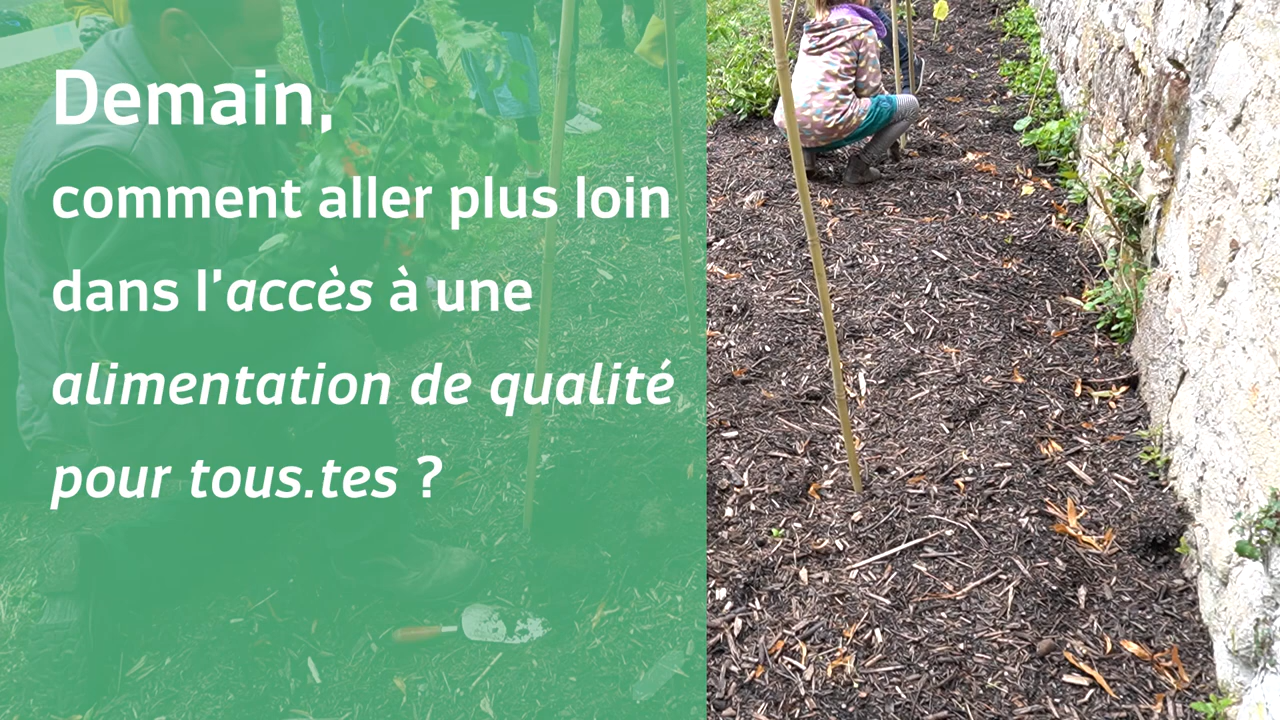 Demain,
comment aller plus loin
dans l'accès à une
alimentation de qualité
pour tous.tes ?